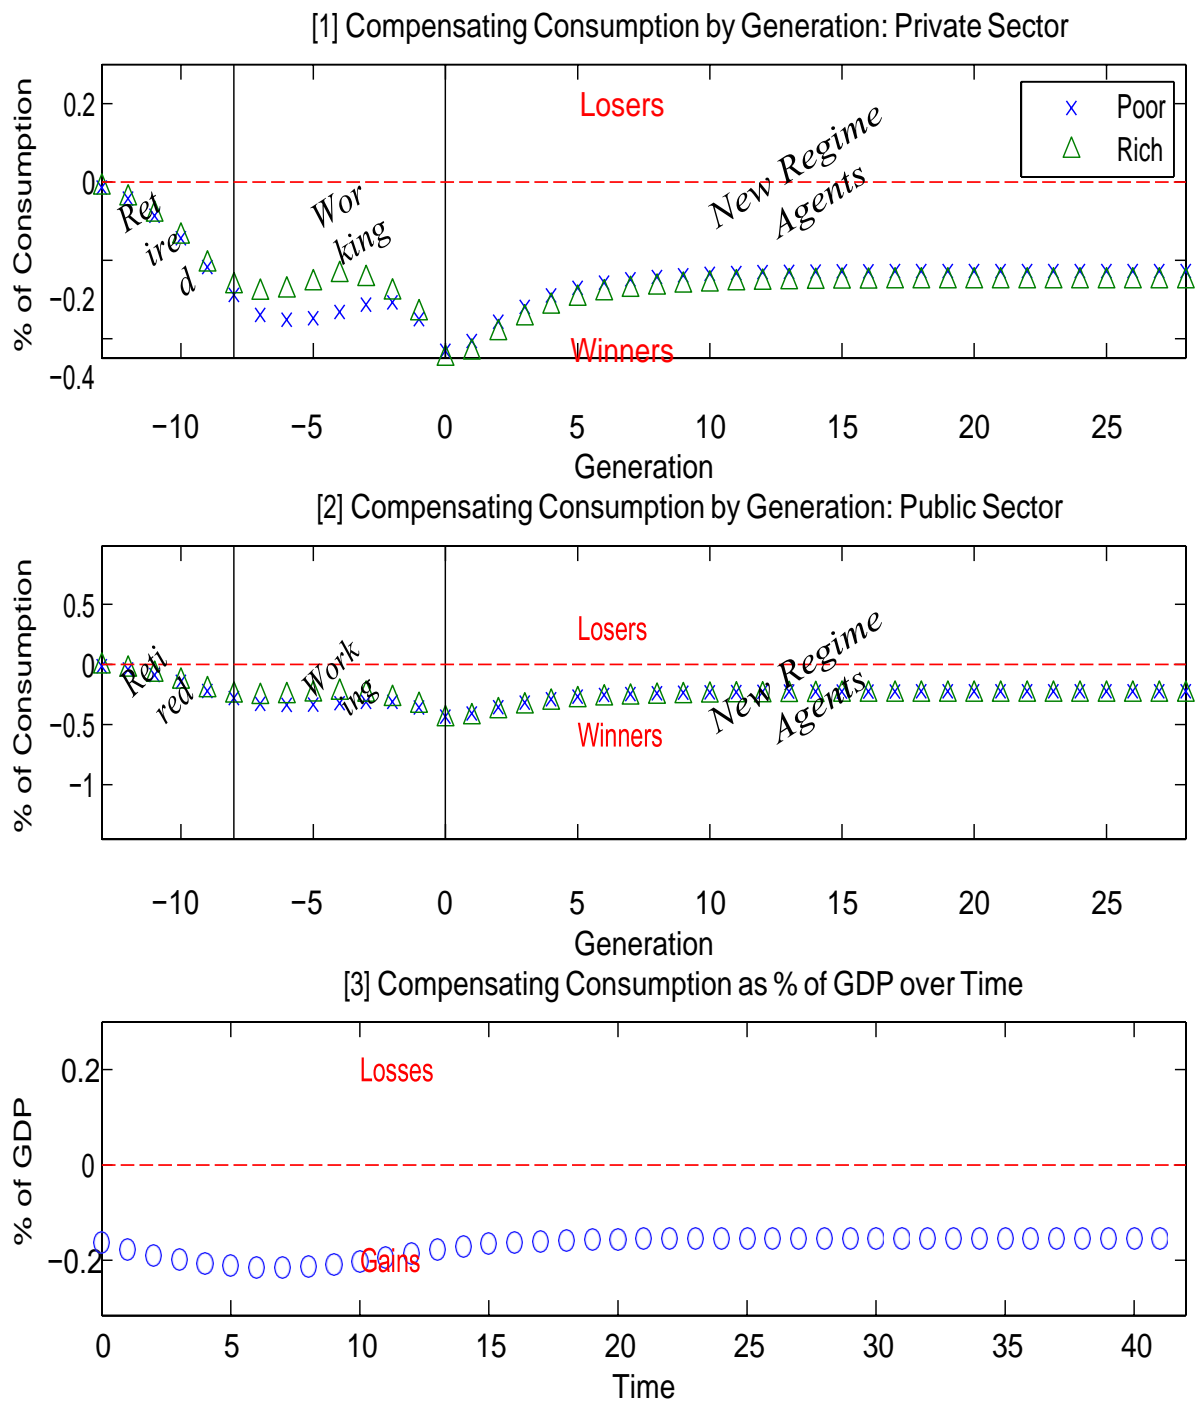 [1] Compensating Consumption by Generation: Private Sector
% of Consumption
0.2
0
−0.2
−0.4
Losers
Winners
Ret
ire
d
Wor
king
New Regime
Agents
Poor
Rich
−10 −5 0 5 10 15 20 25
Generation
[2] Compensating Consumption by Generation: Public Sector
% of Consumption
0.5
0
−0.5
−1
Losers
Winners
Reti
red
Work
ing
New Regime
Agents
−10 −5 0 5 10 15 20 25
Generation
[3] Compensating Consumption as % of GDP over Time
% of GDP
0.2
0
−0.2
Losses
Gains
0 5 10 15 20 25 30 35 40
Time